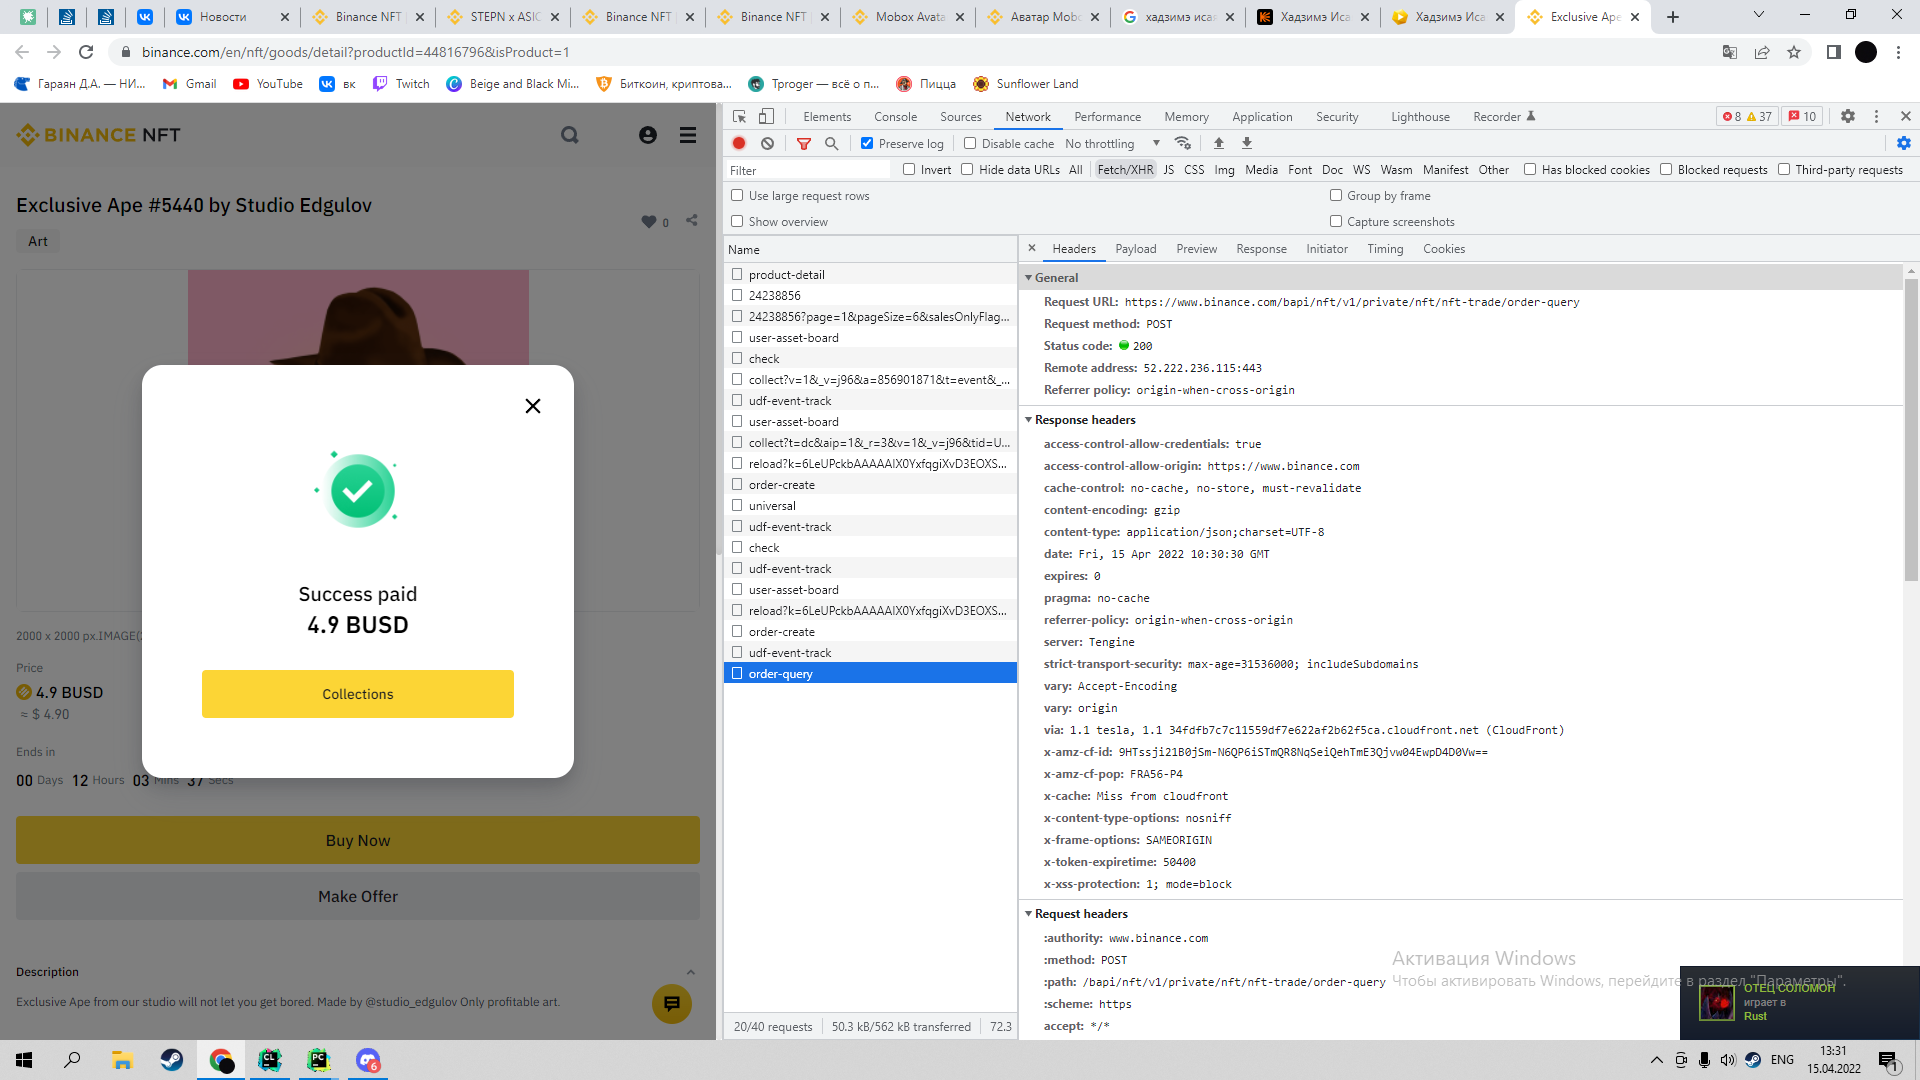 Новости
Binance NFT
STEPN x ASIC
Binance NFT
Binance NFT
Mobox Avata
Аватар Mobo
хадзимэ исая
Хадзимэ Иса
Хадзимэ Иса
Exclusive Ape
binance.com/en/nft/goods/detail?productId=44816796&isProduct=1
Гараян Д.А. — НИ...
Gmail
YouTube
вк
Twitch
Beige and Black Mi...
Биткоин, криптова...
Tproger — всё о п...
Пицца
Sunflower Land
BINANCE NFT
Exclusive Ape #5440 by Studio Edgulov
0
Art
Success paid
4.9 BUSD
Collections
2000 x 2000 px.IMAGE(
Price
4.9 BUSD
≈ $ 4.90
Ends in
00 Days 12 Hours 03 Mins 37 Secs
Buy Now
Make Offer
Description
Exclusive Ape from our studio will not let you get bored. Made by @studio_edgulov Only profitable art.
Elements Console Sources Network Performance Memory Application Security Lighthouse Recorder
8 37 10
Preserve log Disable cache No throttling
Filter Invert Hide data URLs All Fetch/XHR JS CSS Img Media Font Doc WS Wasm Manifest Other Has blocked cookies Blocked requests Third-party requests
Use large request rows Group by frame
Show overview Capture screenshots
Name
product-detail
24238856
24238856?page=1&pageSize=6&salesOnlyFlag...
user-asset-board
check
collect?v=1&_v=j96&a=856901871&t=event&_...
udf-event-track
user-asset-board
collect?t=dc&aip=1&_r=3&v=1&_v=j96&tid=U...
reload?k=6LeUPckbAAAAAIX0YxfqgiXvD3EOXS...
order-create
universal
udf-event-track
check
udf-event-track
user-asset-board
reload?k=6LeUPckbAAAAAIX0YxfqgiXvD3EOXS...
order-create
udf-event-track
order-query
20/40 requests 50.3 kB/562 kB transferred 72.3
Headers Payload Preview Response Initiator Timing Cookies
General
Request URL: https://www.binance.com/bapi/nft/v1/private/nft/nft-trade/order-query
Request method: POST
Status code: 200
Remote address: 52.222.236.115:443
Referrer policy: origin-when-cross-origin
Response headers
access-control-allow-credentials: true
access-control-allow-origin: https://www.binance.com
cache-control: no-cache, no-store, must-revalidate
content-encoding: gzip
content-type: application/json;charset=UTF-8
date: Fri, 15 Apr 2022 10:30:30 GMT
expires: 0
pragma: no-cache
referrer-policy: origin-when-cross-origin
server: Tengine
strict-transport-security: max-age=31536000; includeSubdomains
vary: Accept-Encoding
vary: origin
via: 1.1 tesla, 1.1 34fdfb7c7c11559df7e622af2b62f5ca.cloudfront.net (CloudFront)
x-amz-cf-id: 9HTssji21B0jSm-N6QP6iSTmQR8NqSeiQehTmE3Qjvw04EwpD4D0Vw==
x-amz-cf-pop: FRA56-P4
x-cache: Miss from cloudfront
x-content-type-options: nosniff
x-frame-options: SAMEORIGIN
x-token-expiretime: 50400
x-xss-protection: 1; mode=block
Request headers
:authority: www.binance.com
:method: POST
:path: /bapi/nft/v1/private/nft/nft-trade/order-query
:scheme: https
accept: */*
Активация Windows
Чтобы активировать Windows, перейдите в раздел "Параметры".
ОТЕЦ СОЛОМОН
играет в
Rust
6
ENG
13:31
15.04.2022
1